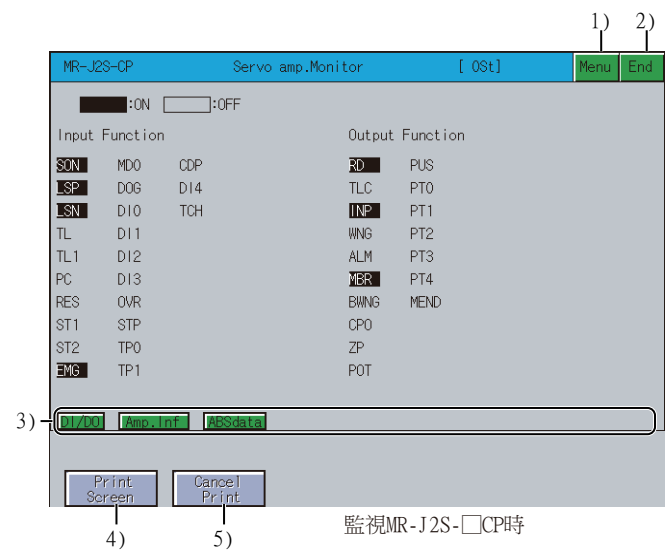 1) 2)
MR-J2S-CP Servo amp.Monitor [ OSt] Menu End
:ON :OFF
Input Function Output Function
SON MDO CDP RD PUS
LSP DOG DI4 TLC PT0
LSN DI0 TCH INP PT1
TL DI1 WNG PT2
TL1 DI2 ALM PT3
PC DI3 MBR PT4
RES OVR BWNG MEND
ST1 STP CPO
ST2 TP0 ZP
EMG TP1 POT
3) DI/DO Amp.Inf ABSdata
Print Screen Cancel Print
4) 5) 監視MR-J2S-□CP時